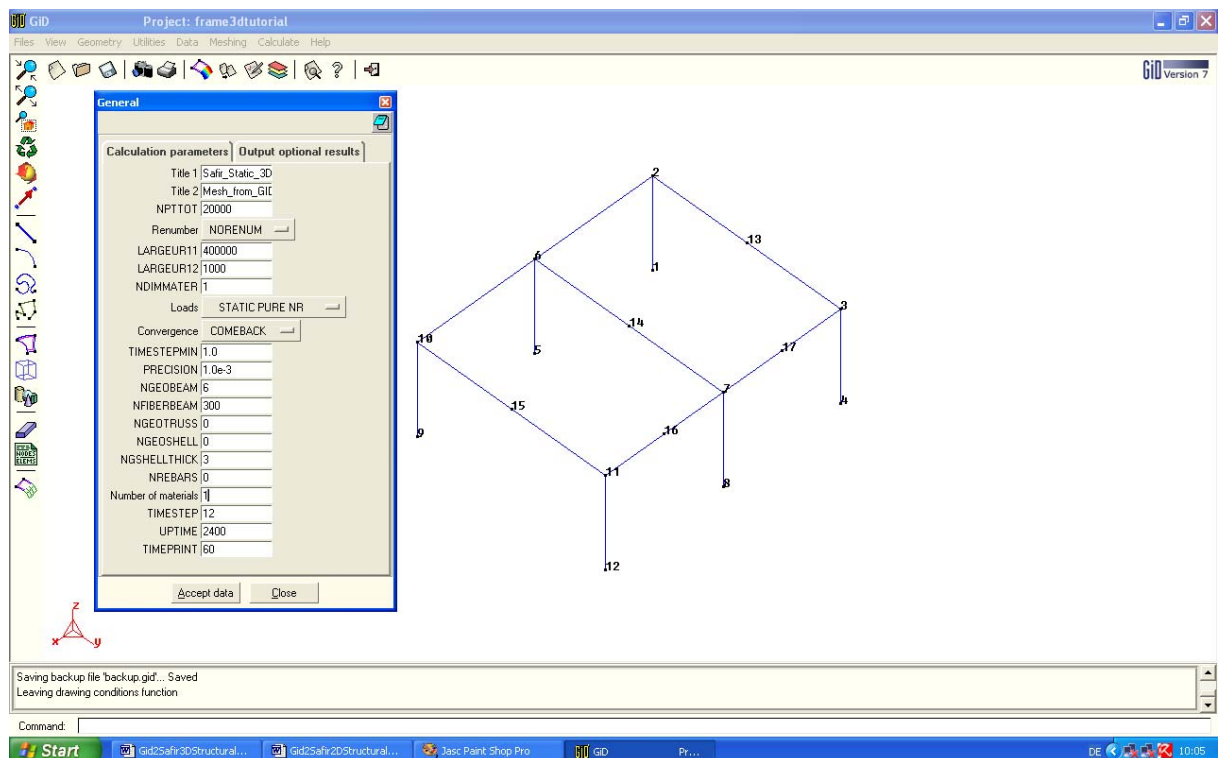 GiD Project: frame3dtutorial
Files View Geometry Utilities Data Meshing Calculate Help
GiD Version 7
General
Calculation parameters Output optional results
Title 1 Safir_Static_3D
Title 2 Mesh_from_GID
NPTTOT 20000
Renumber NORENUM
LARGEUR11 400000
LARGEUR12 1000
NDIMMATER 1
Loads STATIC PURE NR
Convergence COMEBACK
TIMESTEPMIN 1.0
PRECISION 1.0e-3
NGEOBEAM 6
NFIBERBEAM 300
NGEOTRUSS 0
NGEOSHELL 0
NGSHELLTHICK 3
NREBARS 0
Number of materials 1
TIMESTEP 12
UPTIME 2400
TIMEPRINT 60
Accept data Close
2
13
6
1
3
14
10
5
17
7
4
15
9
16
11
8
12
z
x y
Saving backup file 'backup.gid'... Saved
Leaving drawing conditions function
Command:
Start Gid2Safir3DStructural... Gid2Safir2DStructural... Jasc Paint Shop Pro GiD Pr... DE 10:05